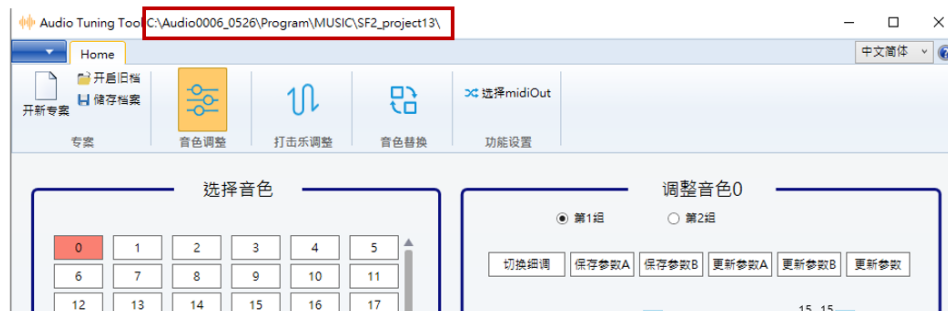 Audio Tuning Tool C:\Audio0006_0526\Program\MUSIC\SF2_project13\
Home
中文简体
开新专案
开启旧档
储存档案
专案
音色调整
打击乐调整
音色替换
选择midiOut
功能设置
选择音色
0 1 2 3 4 5
6 7 8 9 10 11
12 13 14 15 16 17
调整音色0
第1组 第2组
切换细调 保存参数A 保存参数B 更新参数A 更新参数B 更新参数
15 15